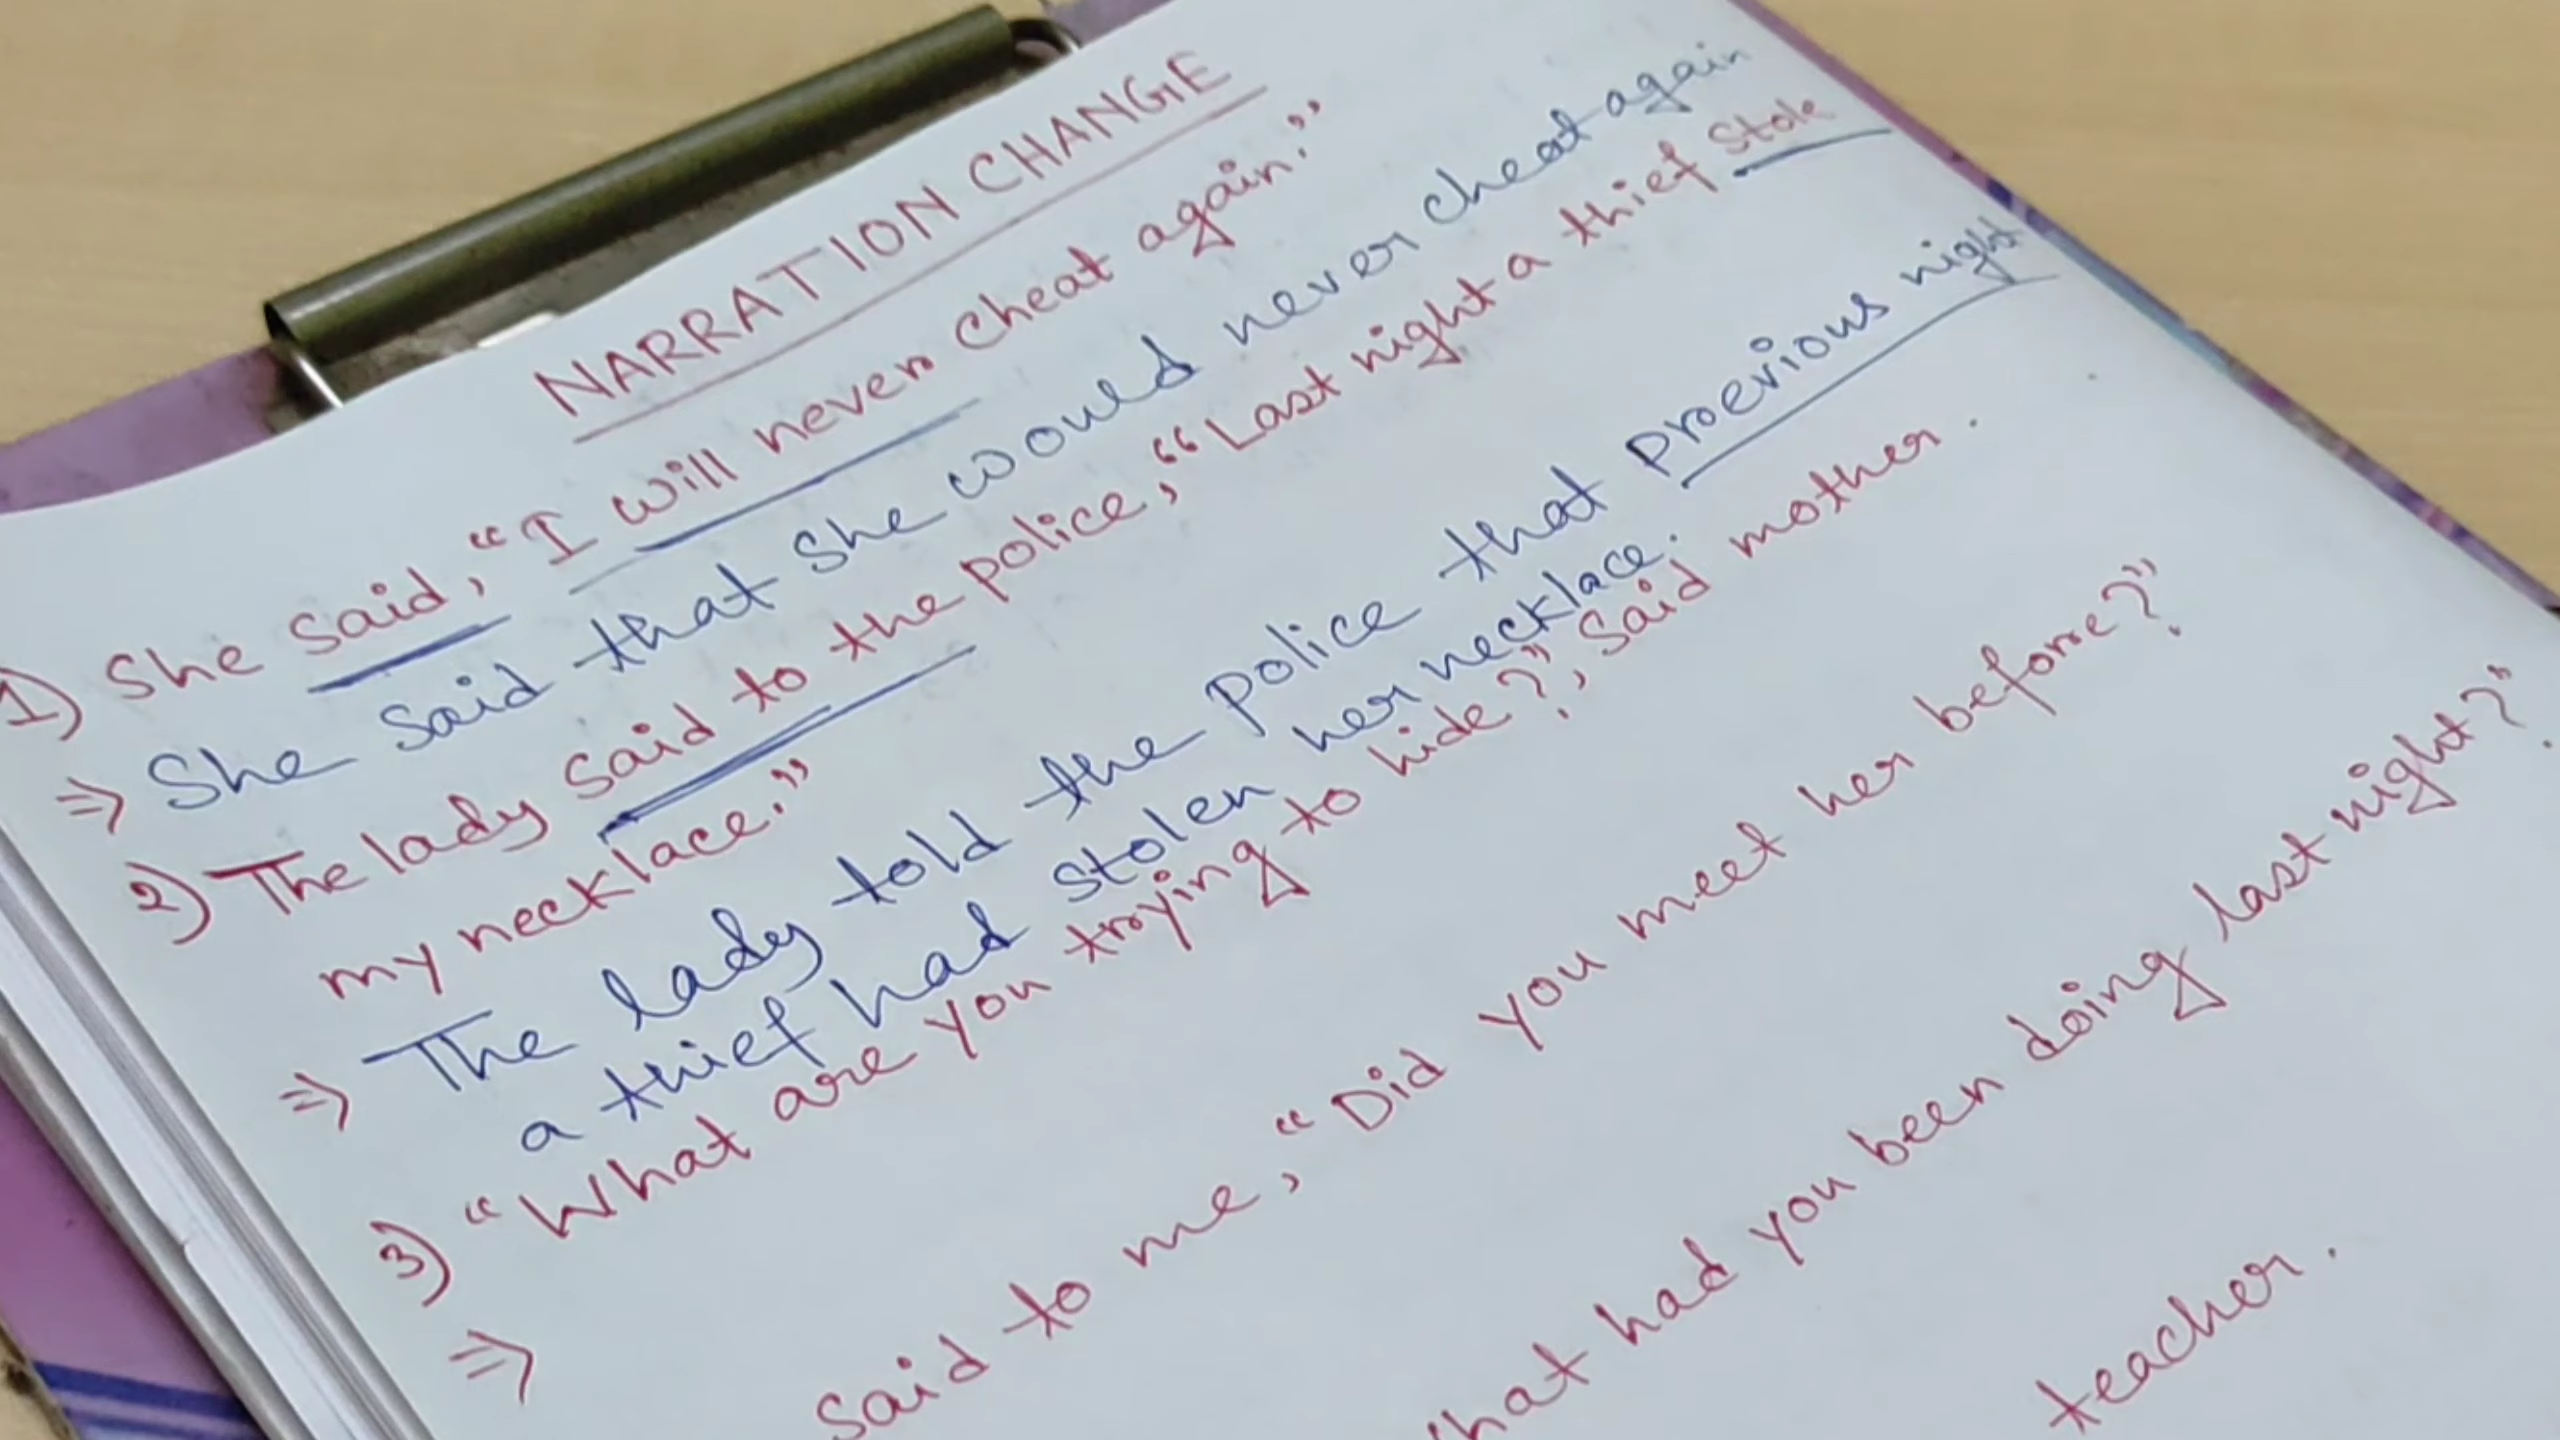 NARRATION CHANGE
1) She said, "I will never cheat again."
=> She said that she would never cheat again
2) The lady said to the police, "Last night a thief stole
my necklace."
=> The lady told the police that previous night
a thief had stolen her necklace.
3) "What are you trying to hide?", said mother.
=>
said to me, "Did you meet her before?"
hat had you been doing last night?"
teacher.